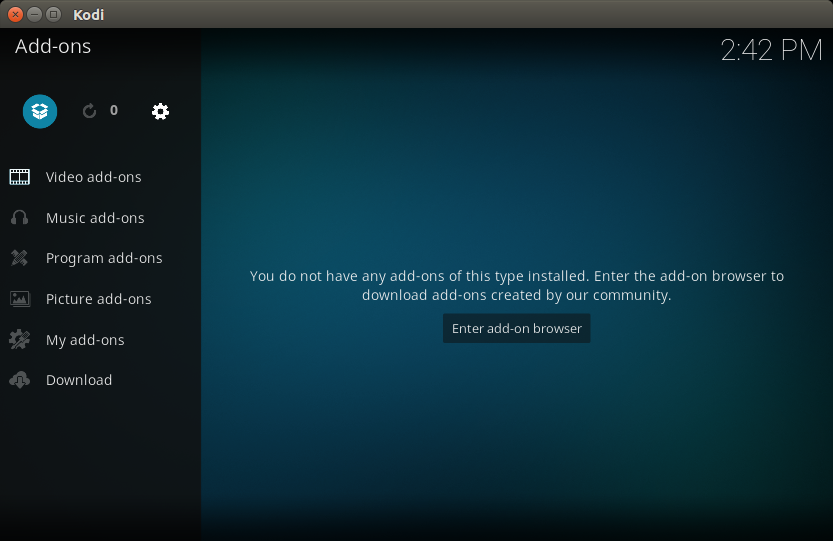 Kodi
Add-ons
2:42 PM
0
Video add-ons
Music add-ons
Program add-ons
Picture add-ons
My add-ons
Download
You do not have any add-ons of this type installed. Enter the add-on browser to
download add-ons created by our community.
Enter add-on browser